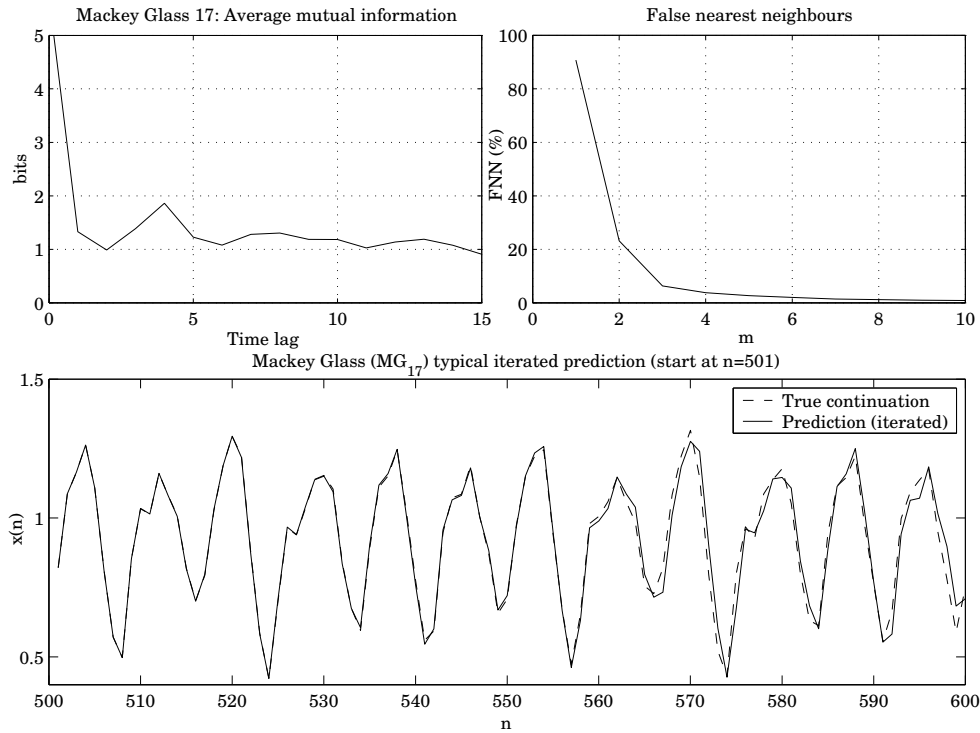 Mackey Glass 17: Average mutual information
5
4
3
2
1
0
bits
0 5 10 15
Time lag
False nearest neighbours
100
80
60
40
20
0
FNN (%)
0 2 4 6 8 10
m
Mackey Glass (MG17) typical iterated prediction (start at n=501)
1.5
1
0.5
x(n)
True continuation
Prediction (iterated)
500 510 520 530 540 550 560 570 580 590 600
n